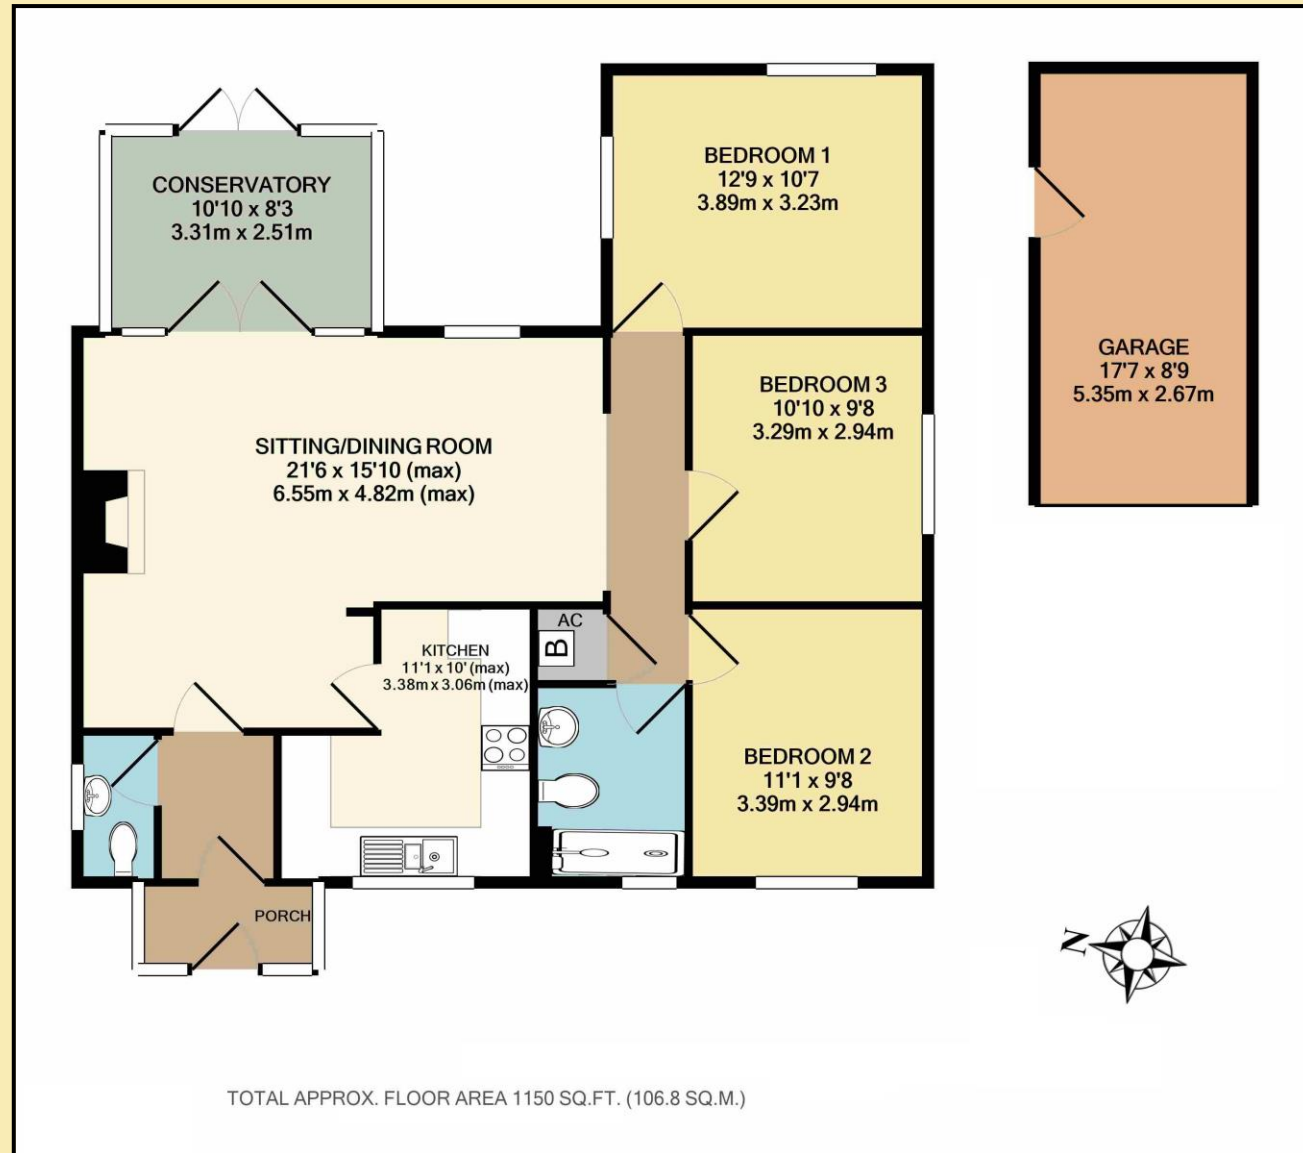 CONSERVATORY
10'10 x 8'3
3.31m x 2.51m
BEDROOM 1
12'9 x 10'7
3.89m x 3.23m
GARAGE
17'7 x 8'9
5.35m x 2.67m
BEDROOM 3
10'10 x 9'8
3.29m x 2.94m
SITTING/DINING ROOM
21'6 x 15'10 (max)
6.55m x 4.82m (max)
AC
B
KITCHEN
11'1 x 10' (max)
3.38m x 3.06m (max)
BEDROOM 2
11'1 x 9'8
3.39m x 2.94m
PORCH
N
TOTAL APPROX. FLOOR AREA 1150 SQ.FT. (106.8 SQ.M.)